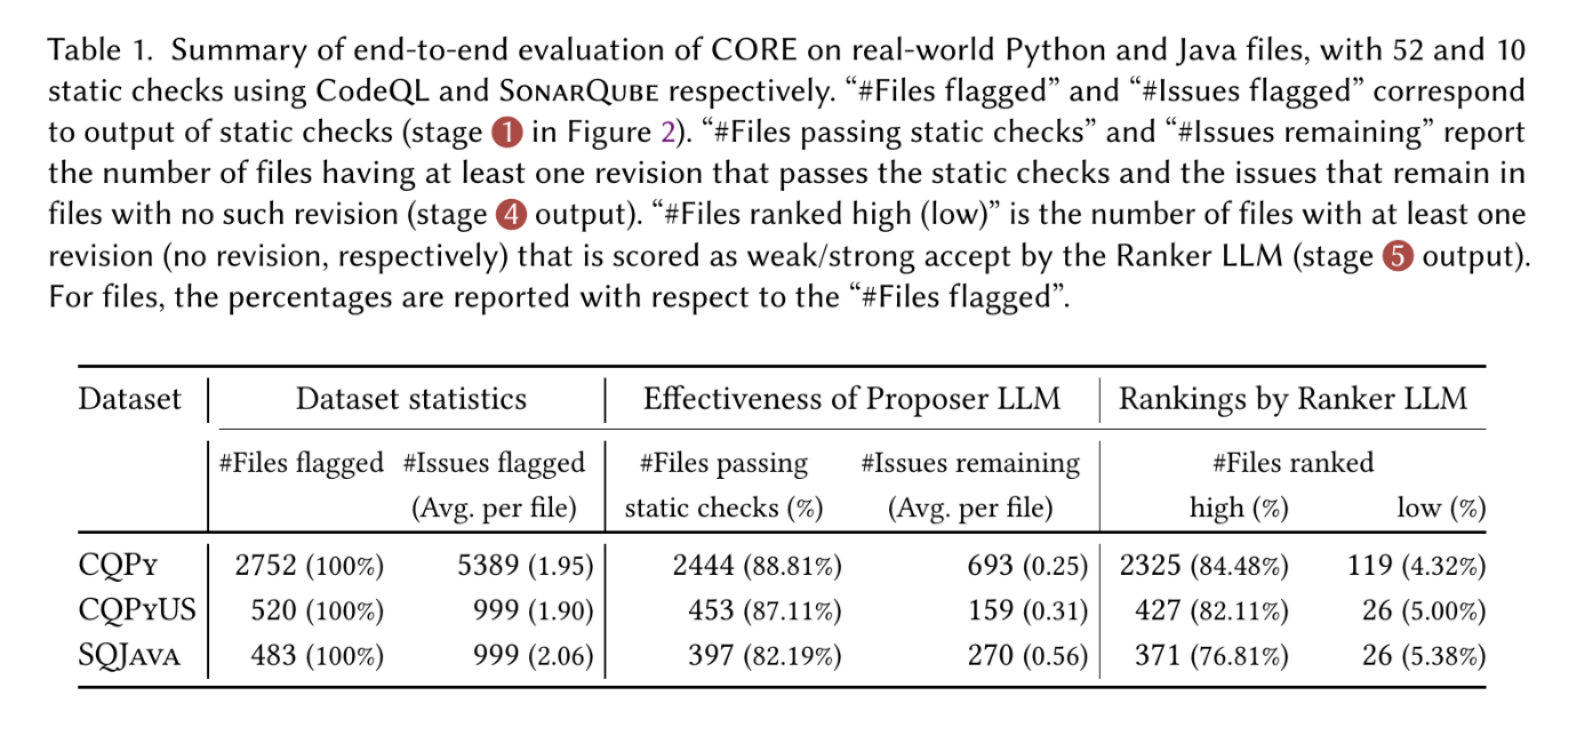 Table 1. Summary of end-to-end evaluation of CORE on real-world Python and Java files, with 52 and 10
static checks using CodeQL and SonarQube respectively. “#Files flagged” and “#Issues flagged” correspond
to output of static checks (stage 1 in Figure 2). “#Files passing static checks” and “#Issues remaining” report
the number of files having at least one revision that passes the static checks and the issues that remain in
files with no such revision (stage 4 output). “#Files ranked high (low)” is the number of files with at least one
revision (no revision, respectively) that is scored as weak/strong accept by the Ranker LLM (stage 5 output).
For files, the percentages are reported with respect to the “#Files flagged”.
Dataset Dataset statistics Effectiveness of Proposer LLM Rankings by Ranker LLM
#Files flagged #Issues flagged #Files passing #Issues remaining #Files ranked
(Avg. per file) static checks (%) (Avg. per file) high (%) low (%)
CQPy 2752 (100%) 5389 (1.95) 2444 (88.81%) 693 (0.25) 2325 (84.48%) 119 (4.32%)
CQPyUS 520 (100%) 999 (1.90) 453 (87.11%) 159 (0.31) 427 (82.11%) 26 (5.00%)
SQJava 483 (100%) 999 (2.06) 397 (82.19%) 270 (0.56) 371 (76.81%) 26 (5.38%)